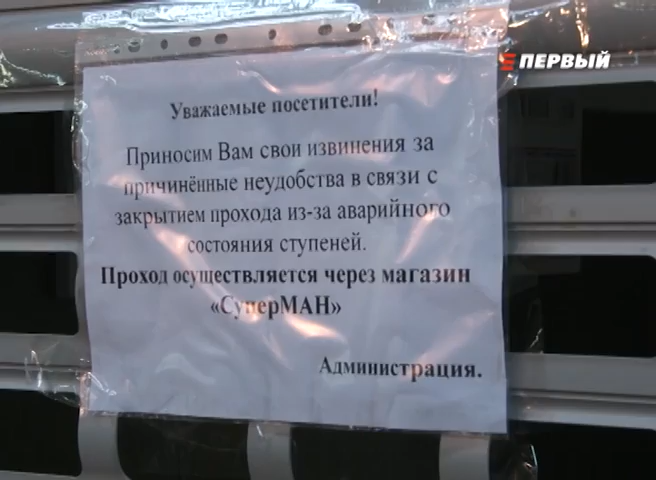 ПЕРВЫЙ
Уважаемые посетители!
Приносим Вам свои извинения за
причинённые неудобства в связи с
закрытием прохода из-за аварийного
состояния ступеней.
Проход осуществляется через магазин
«СуперМАН»
Администрация.